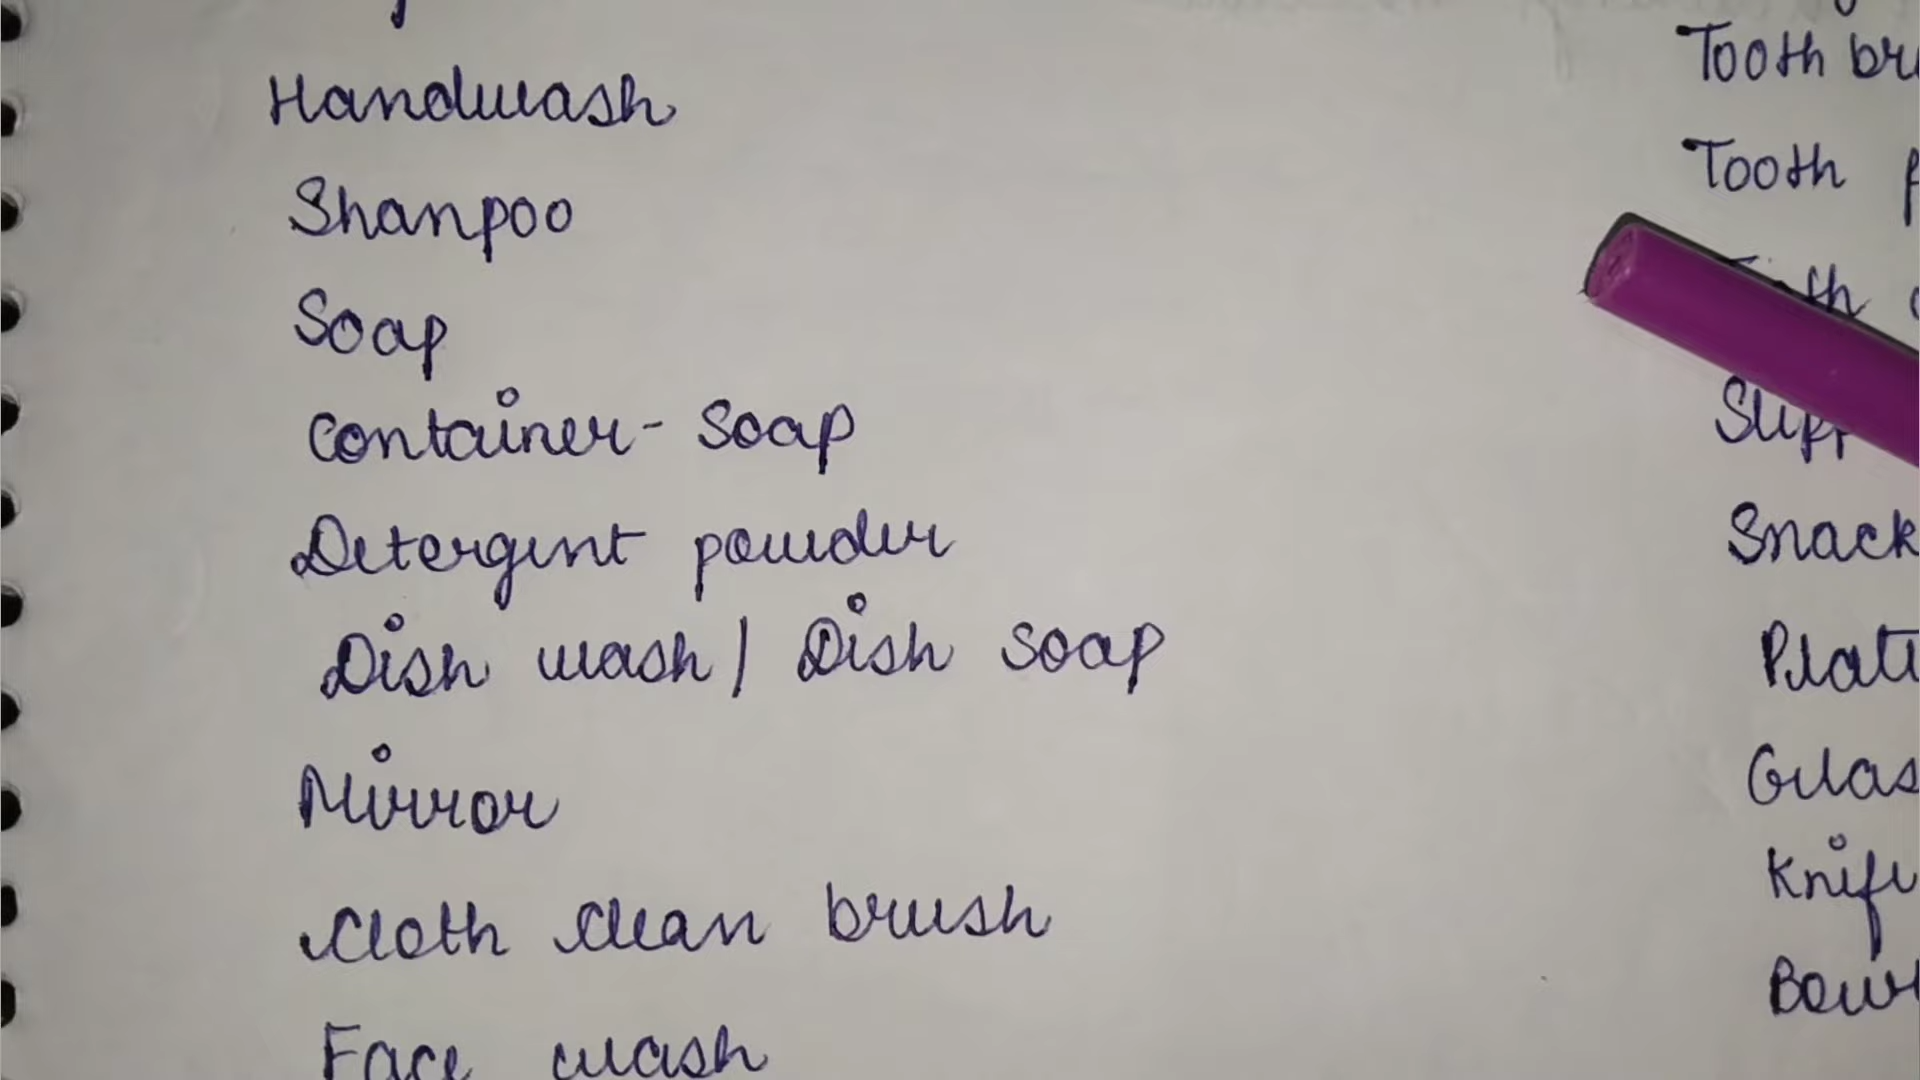 Handwash
Shanpoo
Soap
Container - Soap
Detergent powder
Dish wash / Dish soap
Mirror
Cloth clean brush
Face wash
Tooth
Tooth
Snack